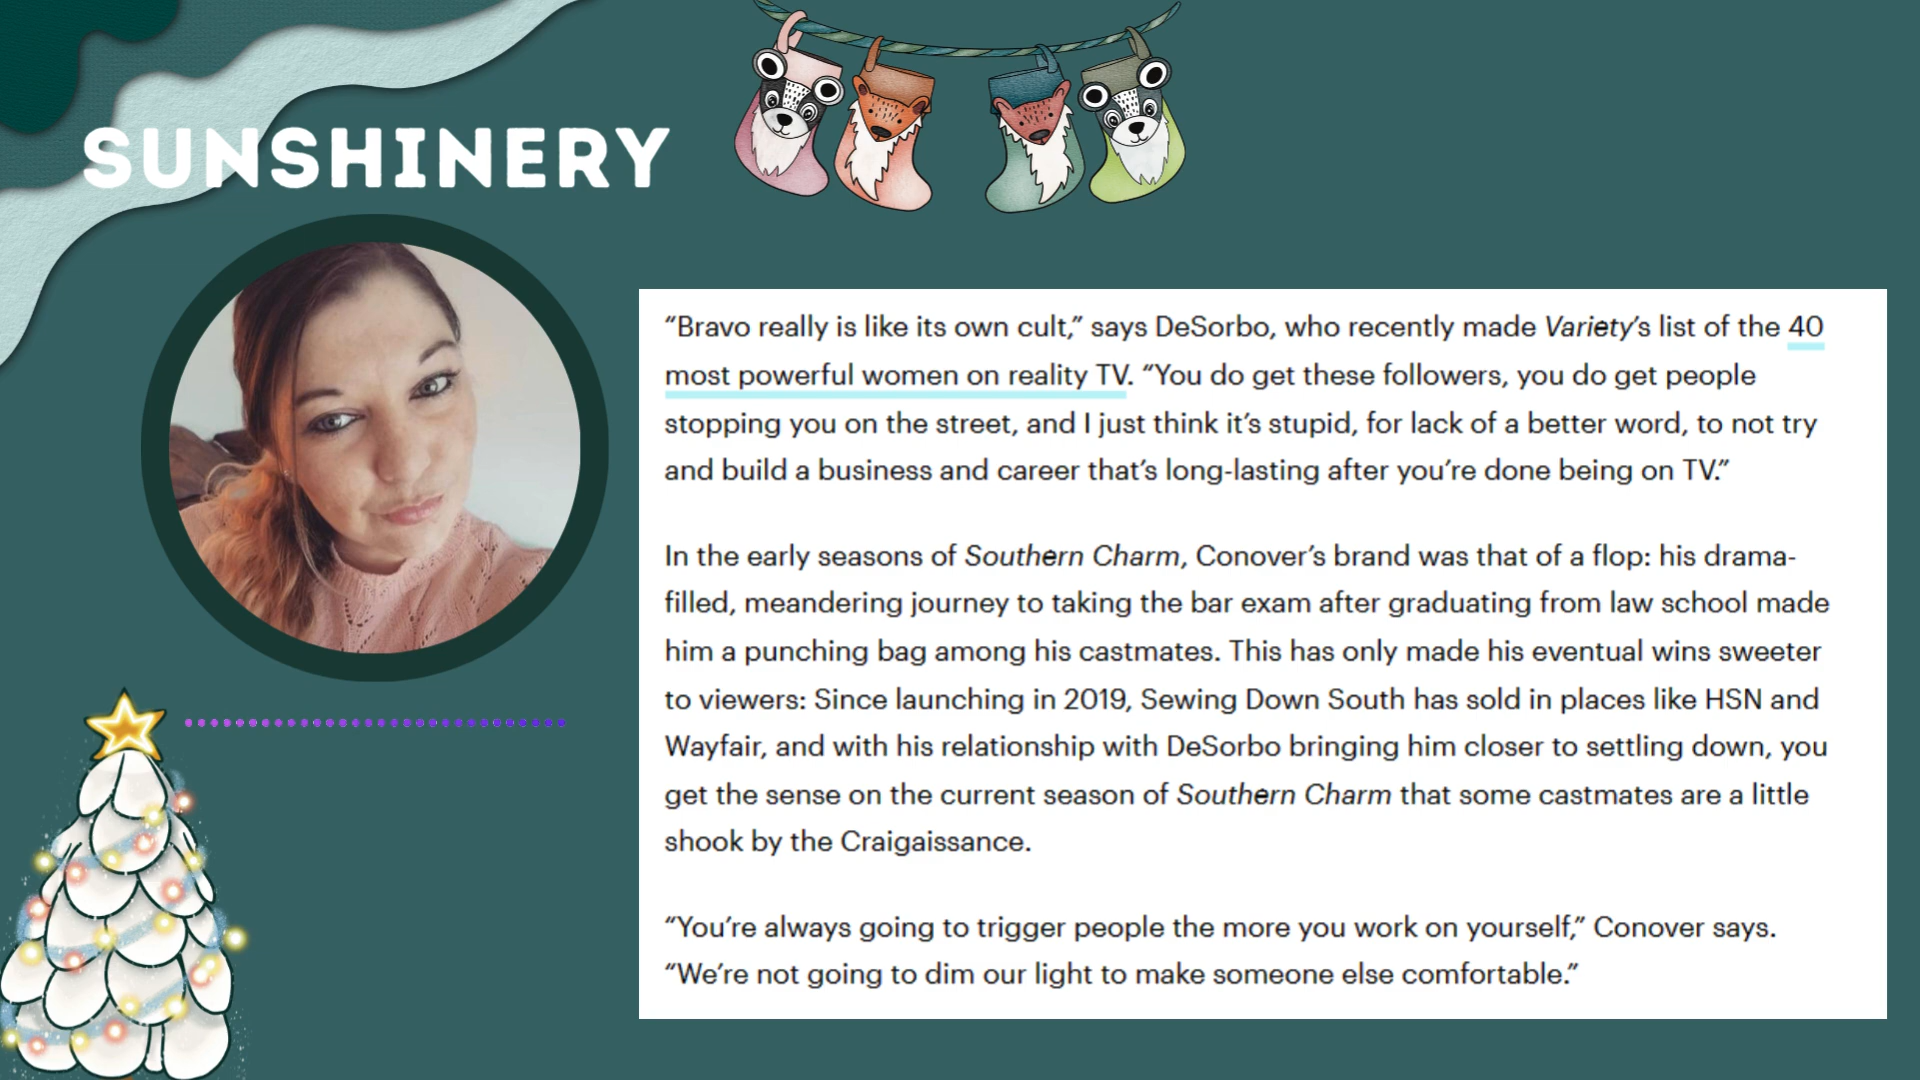 SUNSHINERY
“Bravo really is like its own cult,” says DeSorbo, who recently made Variety’s list of the 40
most powerful women on reality TV. “You do get these followers, you do get people
stopping you on the street, and I just think it’s stupid, for lack of a better word, to not try
and build a business and career that’s long-lasting after you’re done being on TV.”
In the early seasons of Southern Charm, Conover’s brand was that of a flop: his drama-
filled, meandering journey to taking the bar exam after graduating from law school made
him a punching bag among his castmates. This has only made his eventual wins sweeter
to viewers: Since launching in 2019, Sewing Down South has sold in places like HSN and
Wayfair, and with his relationship with DeSorbo bringing him closer to settling down, you
get the sense on the current season of Southern Charm that some castmates are a little
shook by the Craigaissance.
“You’re always going to trigger people the more you work on yourself,” Conover says.
“We’re not going to dim our light to make someone else comfortable.”